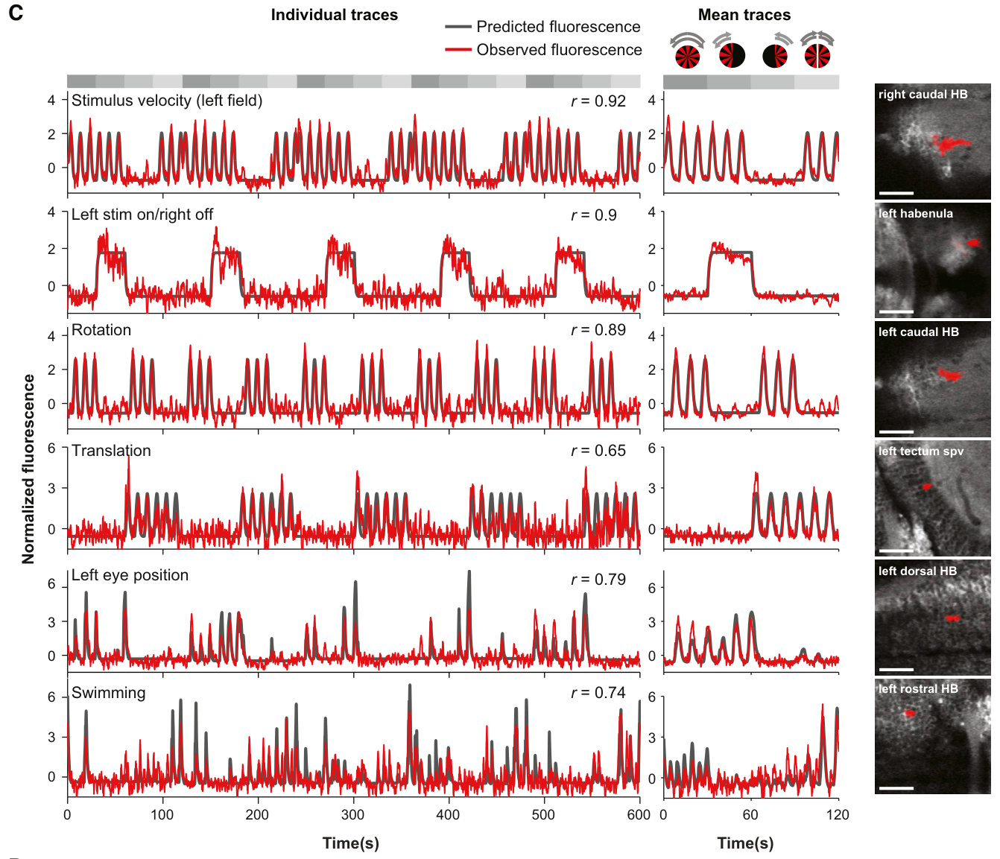 C
Individual traces
Mean traces
Predicted fluorescence
Observed fluorescence
Normalized fluorescence
Stimulus velocity (left field)
r = 0.92
4
2
0
4
2
0
right caudal HB
Left stim on/right off
r = 0.9
4
2
0
4
2
0
left habenula
Rotation
r = 0.89
4
2
0
4
2
0
left caudal HB
Translation
r = 0.65
6
3
0
6
3
0
left tectum spv
Left eye position
r = 0.79
6
3
0
6
3
0
left dorsal HB
Swimming
r = 0.74
6
3
0
6
3
0
left rostral HB
0 100 200 300 400 500 600
0 60 120
Time(s)
Time(s)